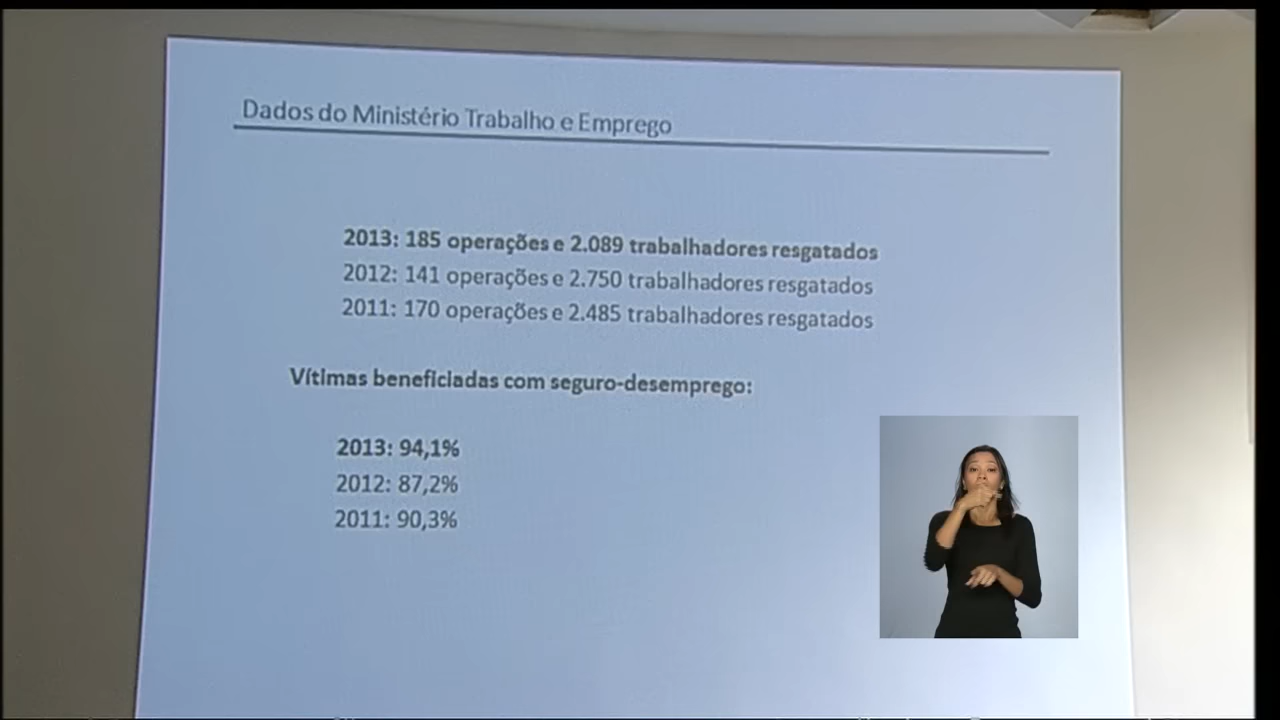 Dados do Ministério Trabalho e Emprego
2013: 185 operações e 2.089 trabalhadores resgatados
2012: 141 operações e 2.750 trabalhadores resgatados
2011: 170 operações e 2.485 trabalhadores resgatados
Vítimas beneficiadas com seguro-desemprego:
2013: 94,1%
2012: 87,2%
2011: 90,3%